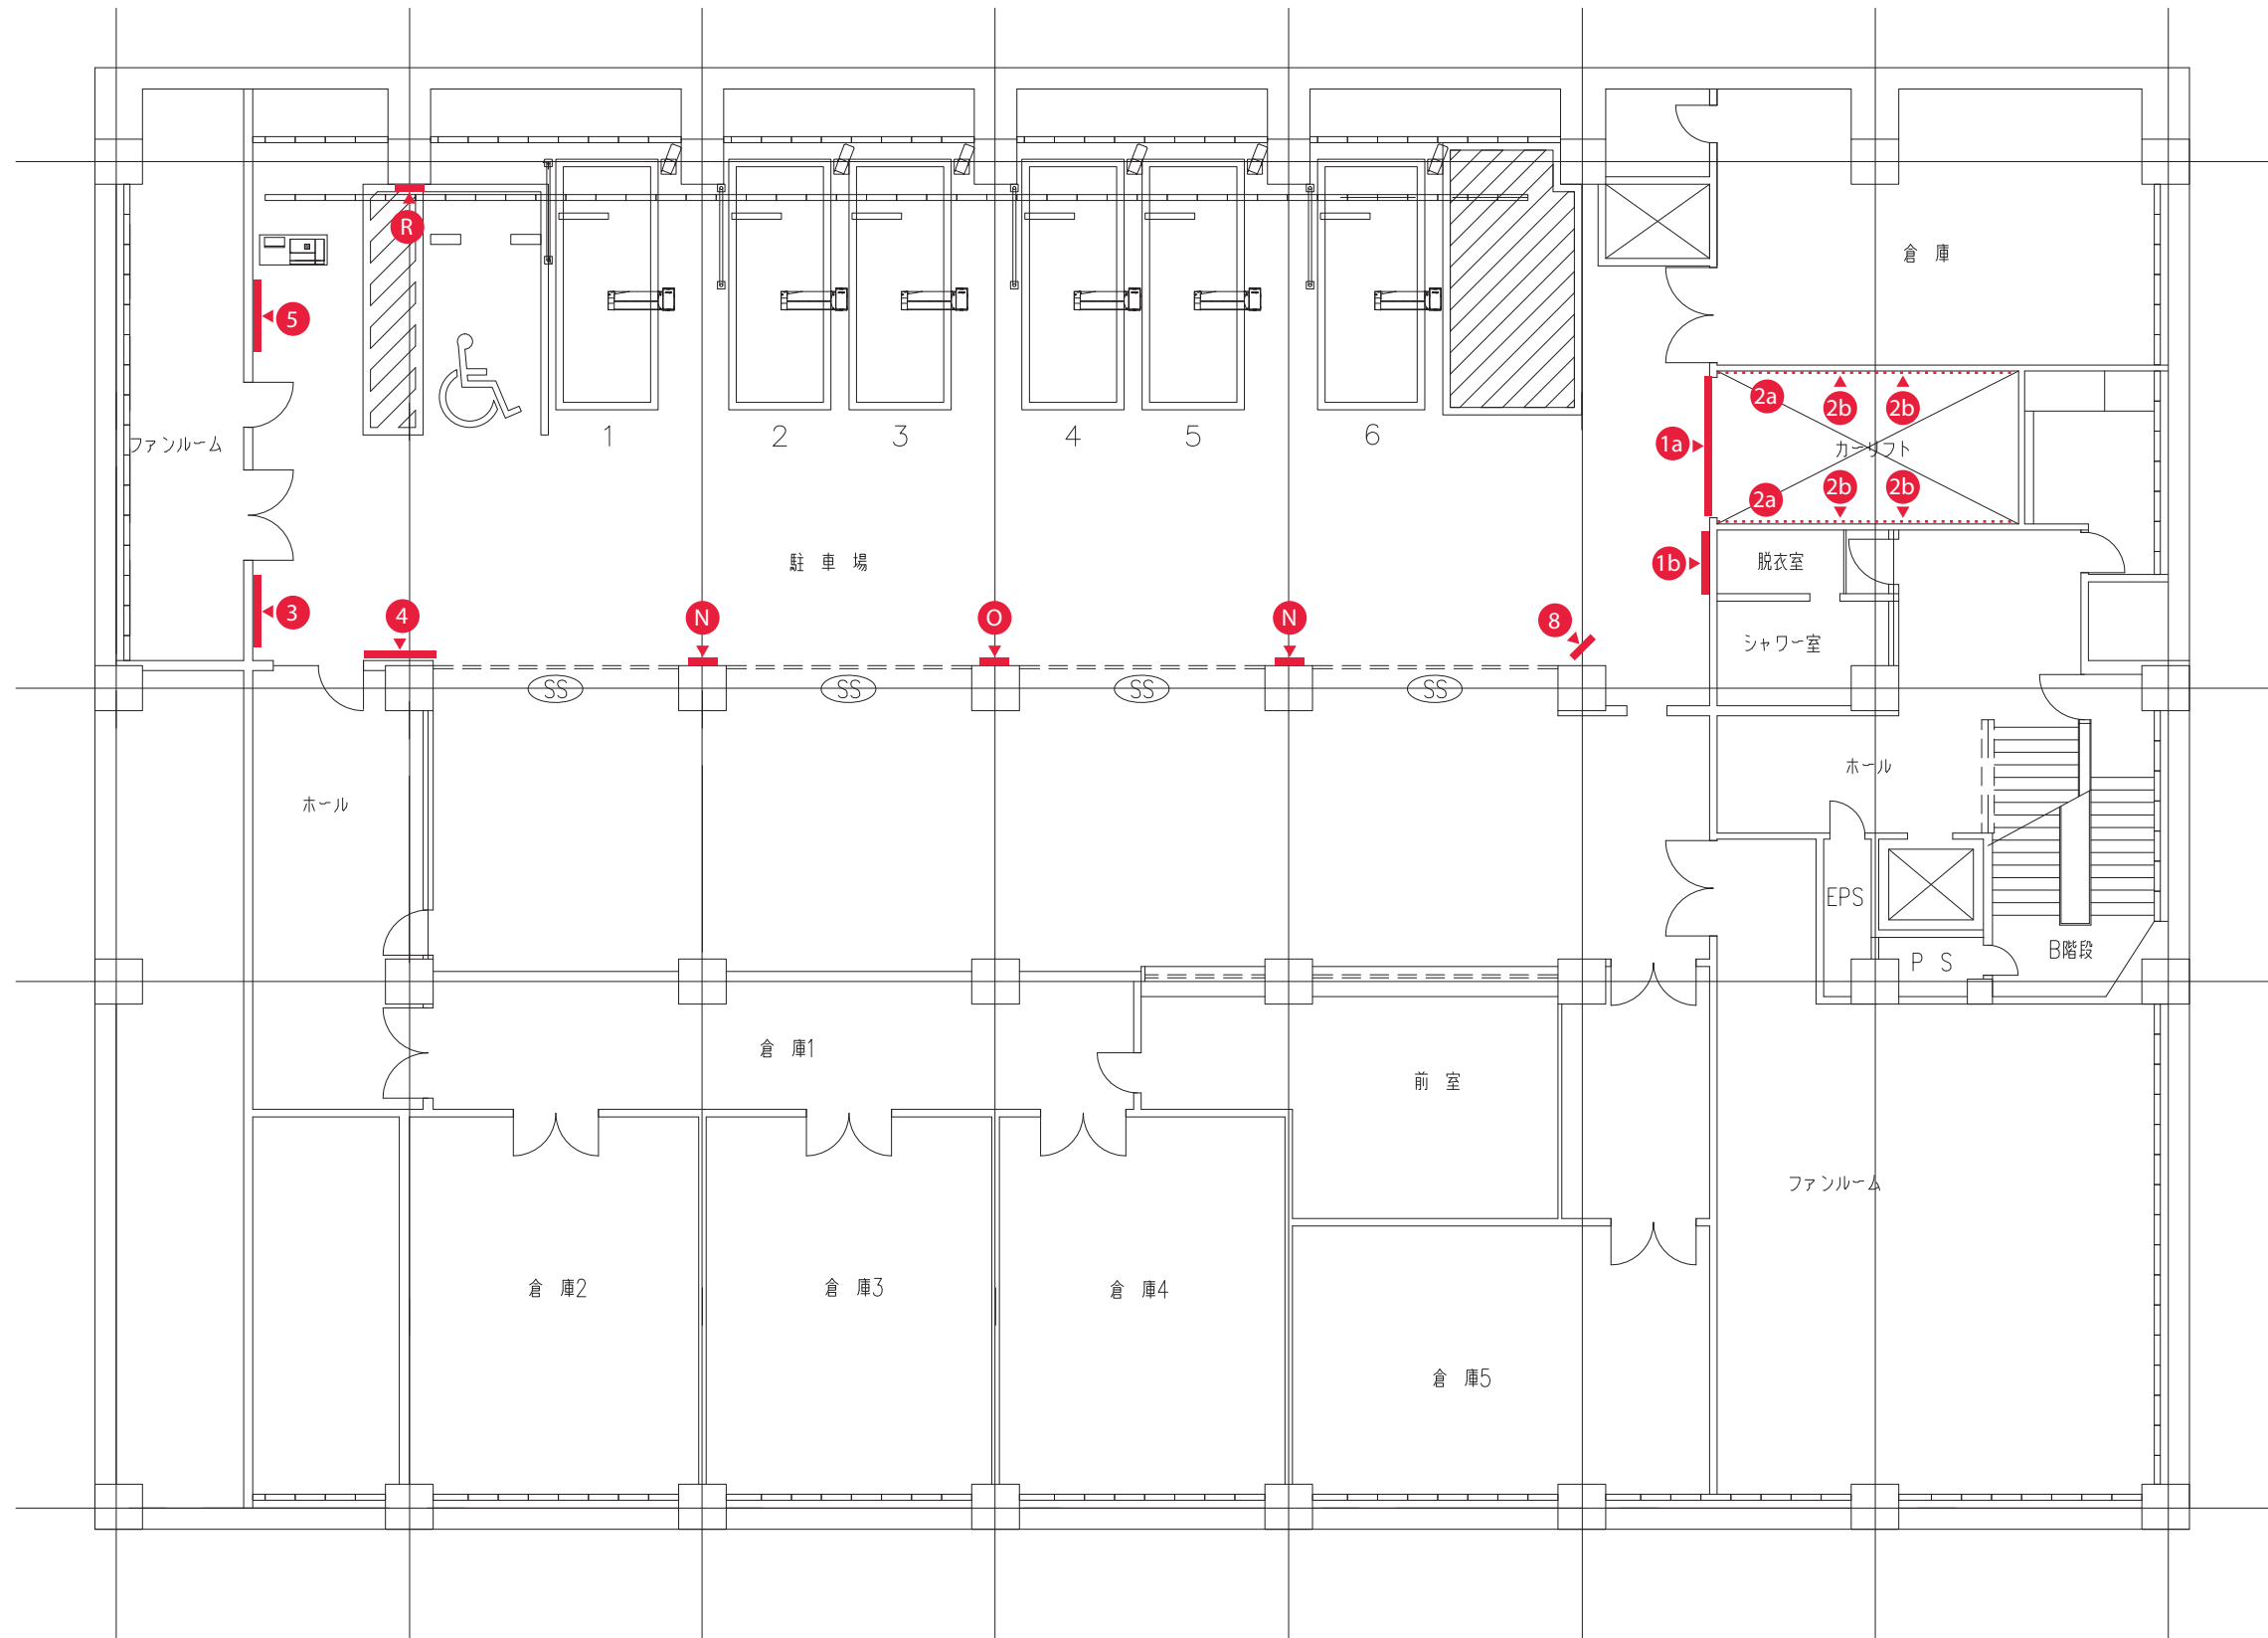 R
倉 庫
5
2a
2b
2b
1
2
3
4
5
6
1a
カーリフト
ファンルーム
2a
2b
2b
駐 車 場
1b
脱衣室
3
4
N
O
N
8
シャワー室
SS
SS
SS
SS
ホール
ホール
EPS
P S
B階段
倉 庫1
前 室
ファンルーム
倉 庫2
倉 庫3
倉 庫4
倉 庫5